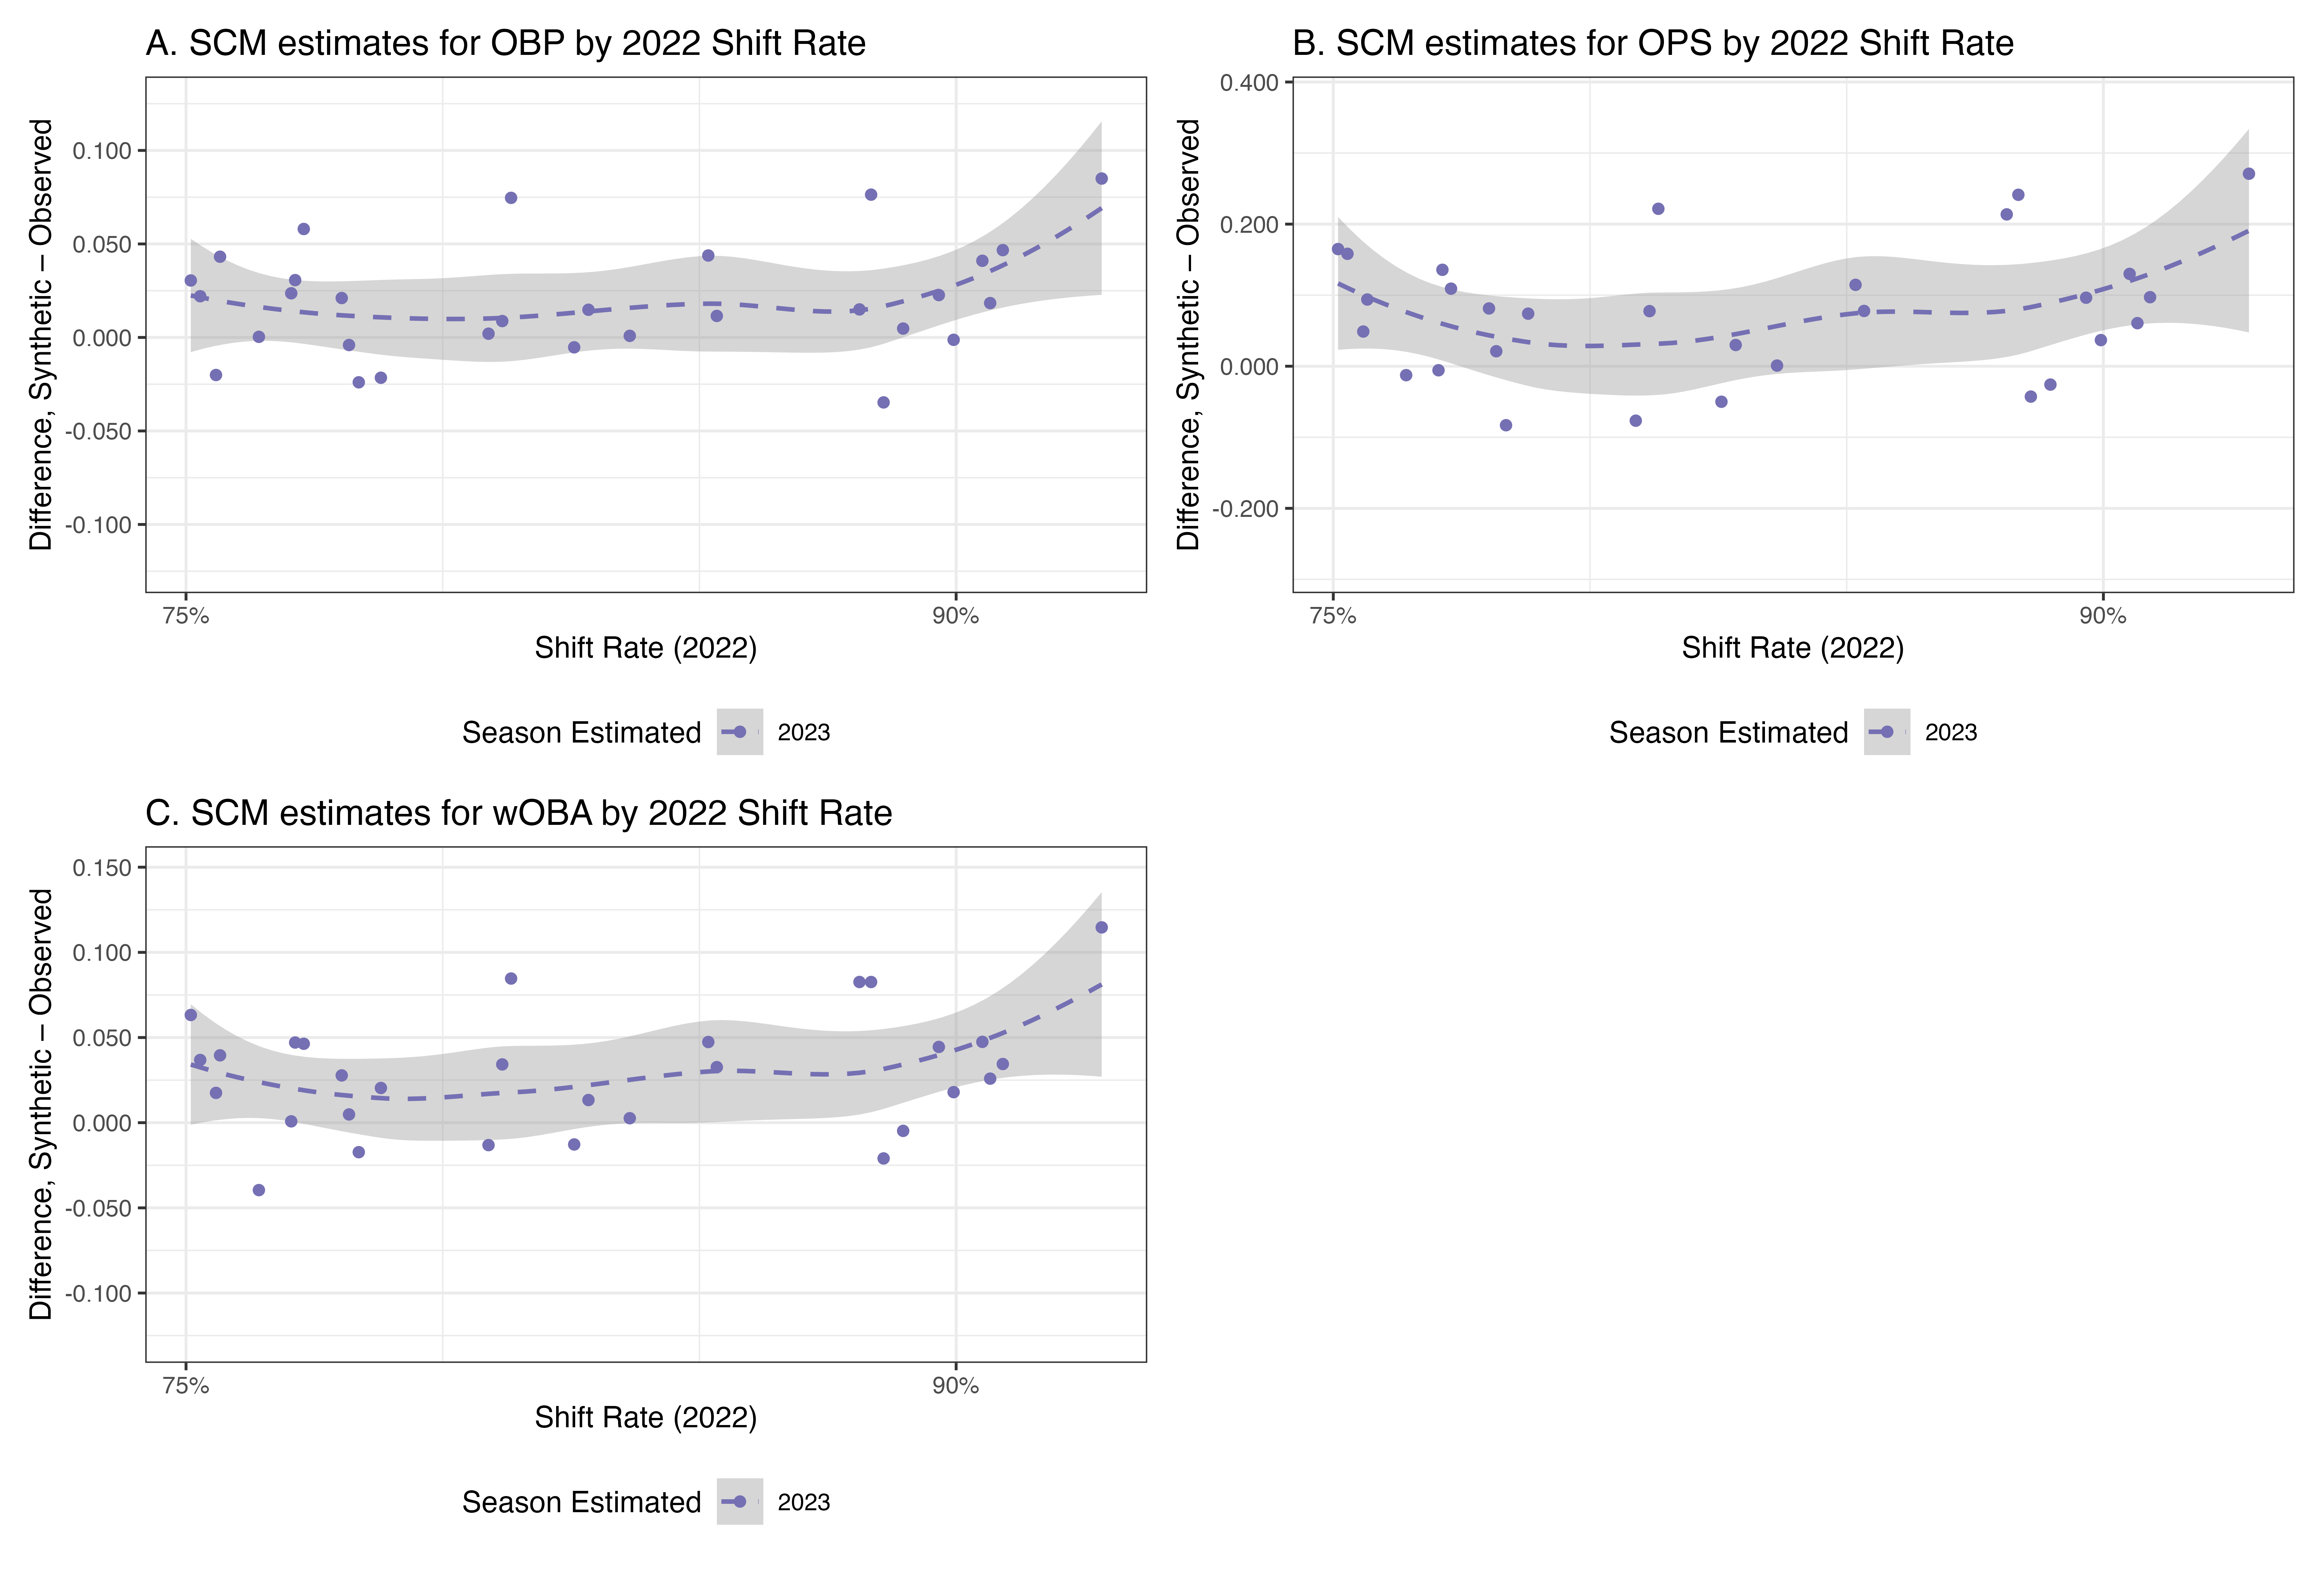 A. SCM estimates for OBP by 2022 Shift Rate
Difference, Synthetic – Observed
0.100
0.050
0.000
-0.050
-0.100
75%
90%
Shift Rate (2022)
Season Estimated
2023
B. SCM estimates for OPS by 2022 Shift Rate
Difference, Synthetic – Observed
0.400
0.200
0.000
-0.200
75%
90%
Shift Rate (2022)
Season Estimated
2023
C. SCM estimates for wOBA by 2022 Shift Rate
Difference, Synthetic – Observed
0.150
0.100
0.050
0.000
-0.050
-0.100
75%
90%
Shift Rate (2022)
Season Estimated
2023